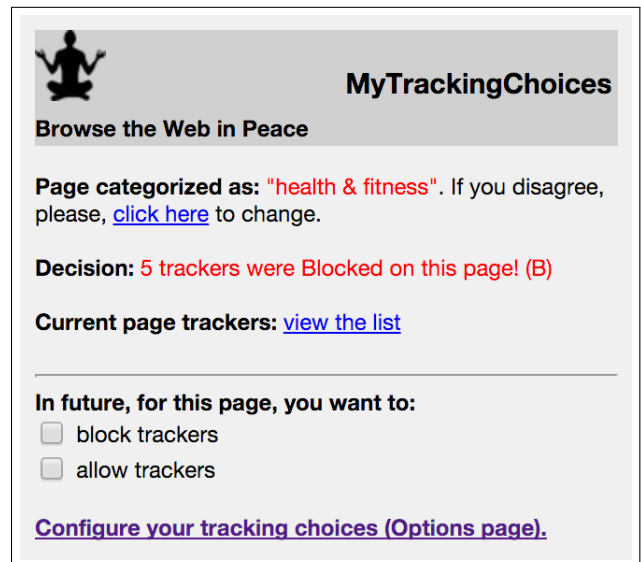 MyTrackingChoices
Browse the Web in Peace
Page categorized as: "health & fitness". If you disagree,
please, click here to change.
Decision: 5 trackers were Blocked on this page! (B)
Current page trackers: view the list
In future, for this page, you want to:
block trackers
allow trackers
Configure your tracking choices (Options page).